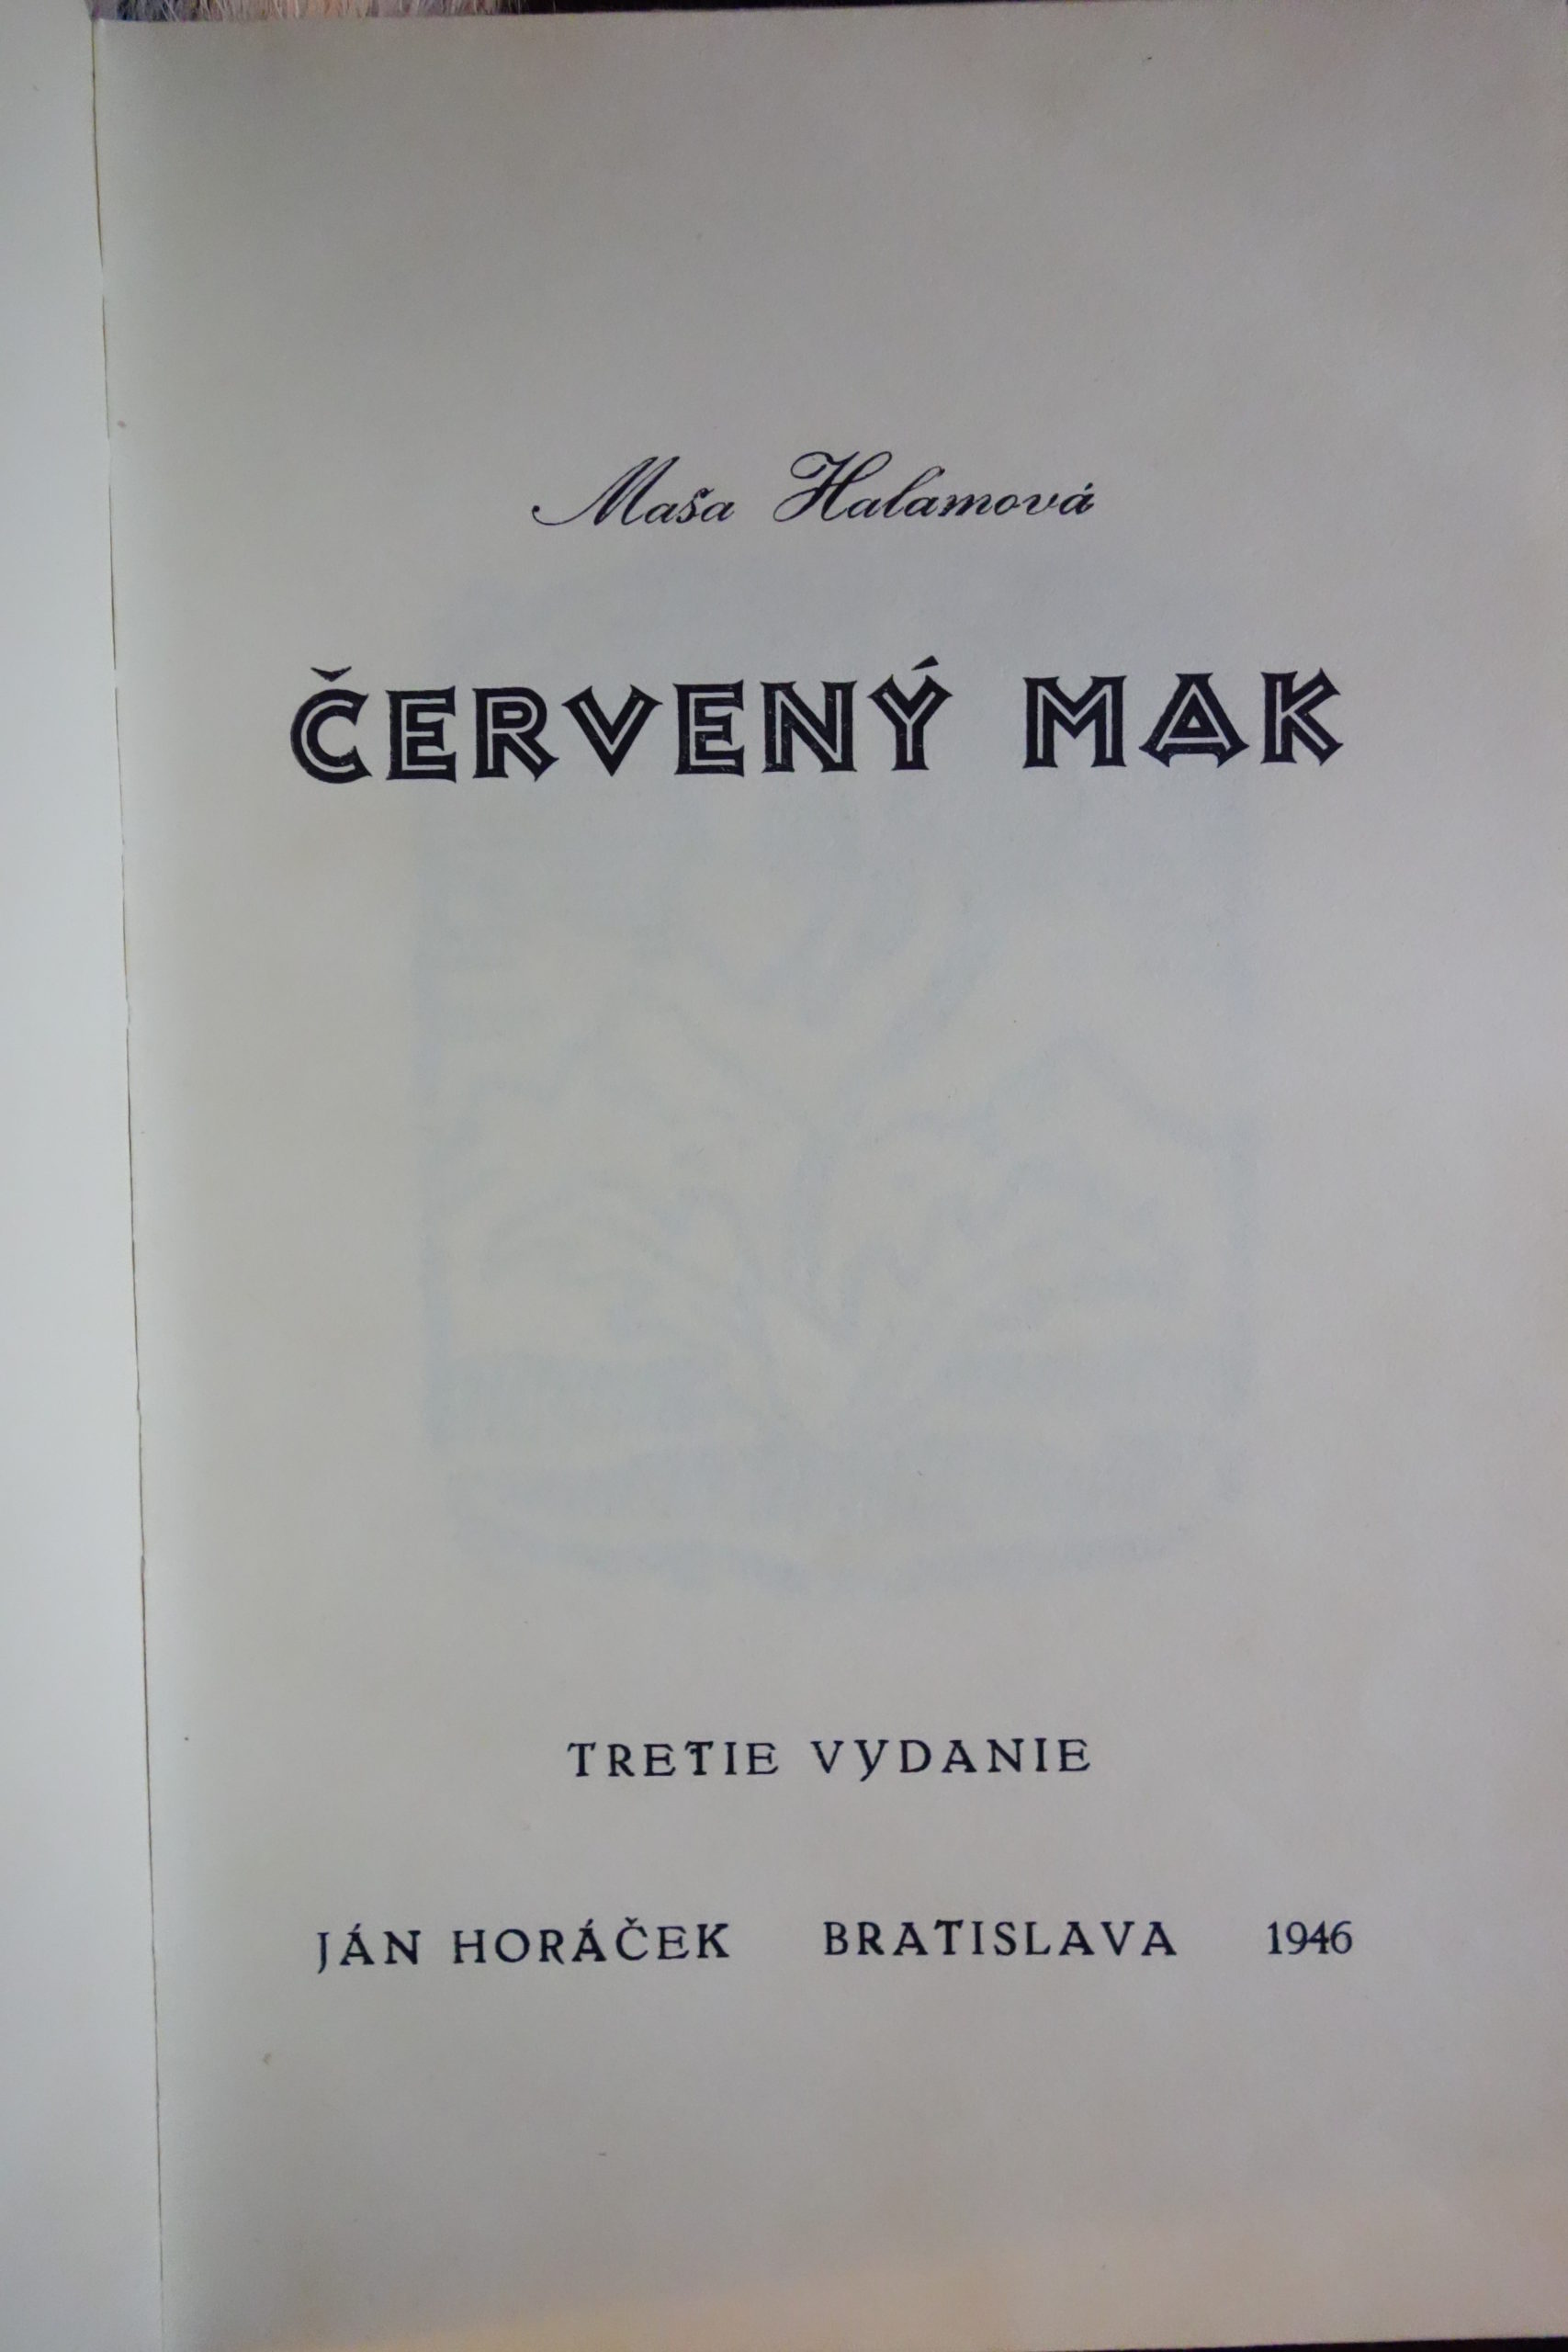 Maša Halamová
ČERVENÝ MAK
TRETIE VYDANIE
JÁN HORÁČEK BRATISLAVA 1946